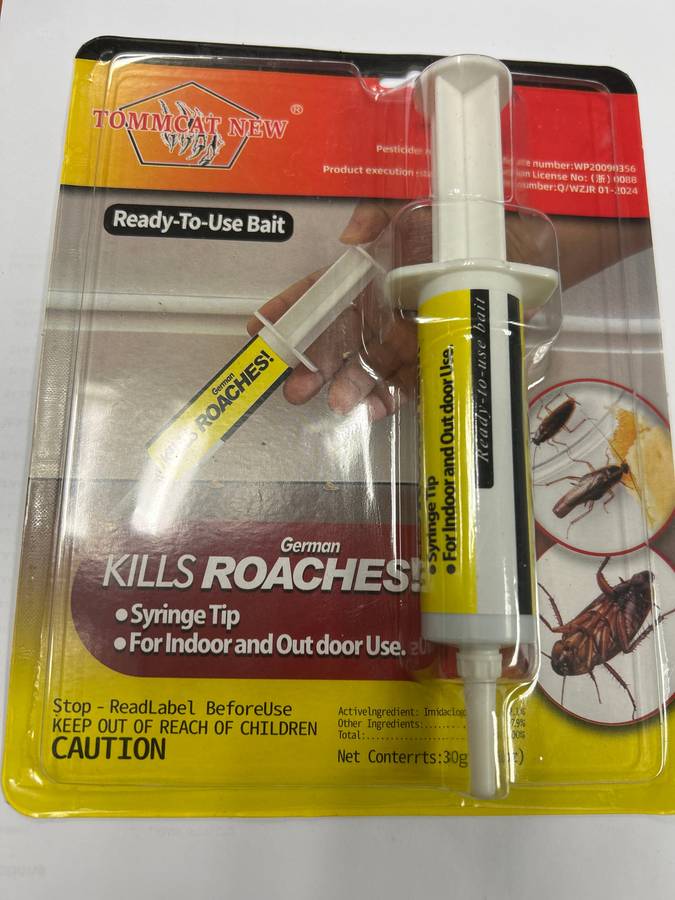 TOMMCAT NEW ®
Pesticide number:WP20090356
Product execution License No: (浙) 0088
number:Q/WZJR 01-2024
Ready-To-Use Bait
German
ROACHES!
Ready-to-use bait
Syringe Tip
For Indoor and Out door Use.
German
KILLS ROACHES!
Syringe Tip
For Indoor and Out door Use.
Stop - ReadLabel BeforeUse
KEEP OUT OF REACH OF CHILDREN
CAUTION
ActiveIngredient:
Other Ingredients:
Total:
Net Conterrts:30g